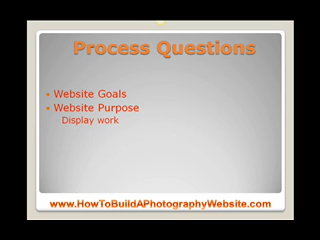 Process Questions
Website Goals
Website Purpose
Display work
www.HowToBuildAPhotographyWebsite.com